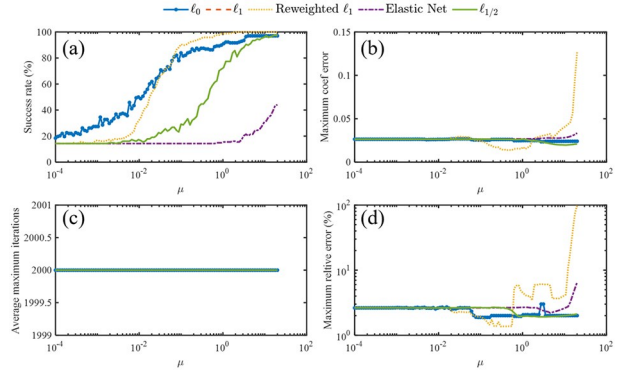 ℓ0 ℓ1 Reweighted ℓ1 Elastic Net ℓ1/2
(a)
Success rate (%)
100
80
60
40
20
0
10^-4 10^-2 10^0 10^2
μ
(b)
Maximum coef error
0.15
0.1
0.05
0
10^-4 10^-2 10^0 10^2
μ
(c)
Average maximum iterations
2001
2000.5
2000
1999.5
1999
10^-4 10^-2 10^0 10^2
μ
(d)
Maximum reltive error (%)
10^2
10^1
10^0
10^-4 10^-2 10^0 10^2
μ